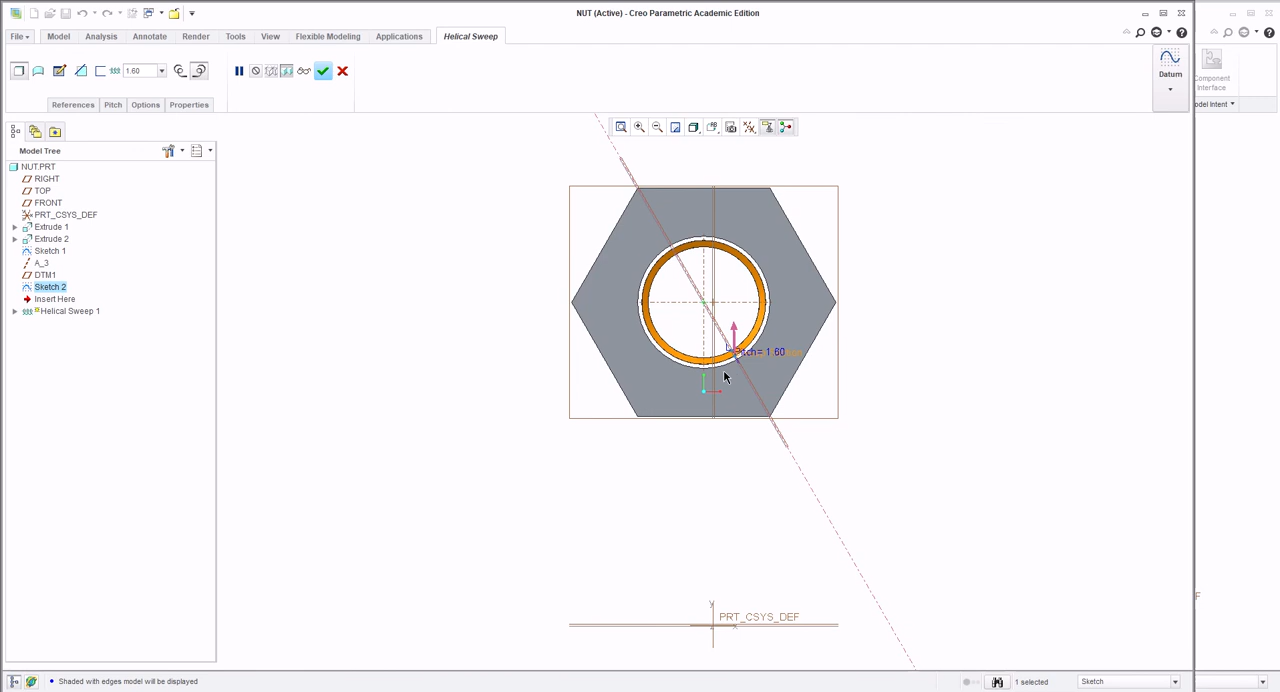 NUT (Active) - Creo Parametric Academic Edition
File Model Analysis Annotate Render Tools View Flexible Modeling Applications Helical Sweep
1.60
Datum
Component
Interface
References Pitch Options Properties
odel Intent
Model Tree
NUT.PRT
RIGHT
TOP
FRONT
PRT_CSYS_DEF
Extrude 1
Extrude 2
Sketch 1
A_3
DTM1
Sketch 2
Insert Here
Helical Sweep 1
Pitch= 1.60
y
PRT_CSYS_DEF
x
F
Shaded with edges model will be displayed
1 selected
Sketch